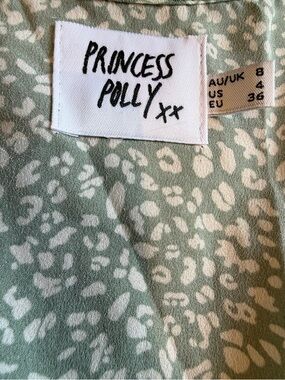 PRINCESS
POLLY xx
AU/UK 8
US 4
EU 36